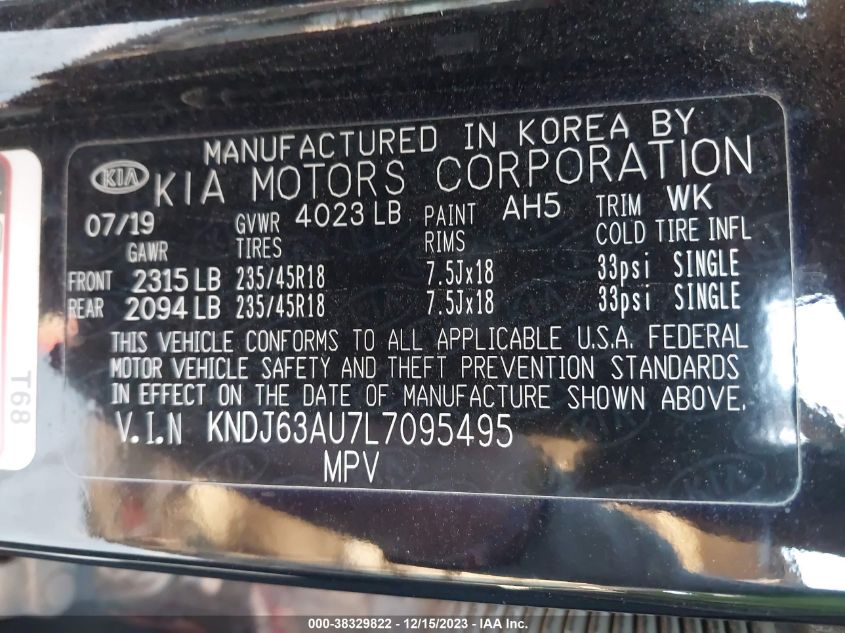 MANUFACTURED IN KOREA BY
KIA KIA MOTORS CORPORATION
07/19 GVWR 4023 LB PAINT AH5 TRIM WK
GAWR TIRES RIMS COLD TIRE INFL
FRONT 2315 LB 235/45R18 7.5Jx18 33psi SINGLE
REAR 2094 LB 235/45R18 7.5Jx18 33psi SINGLE
THIS VEHICLE CONFORMS TO ALL APPLICABLE U.S.A. FEDERAL
MOTOR VEHICLE SAFETY AND THEFT PREVENTION STANDARDS
IN EFFECT ON THE DATE OF MANUFACTURE SHOWN ABOVE.
V.I.N KNDJ63AU7L7095495
MPV
T68
000-38329822 - 12/15/2023 - IAA Inc.